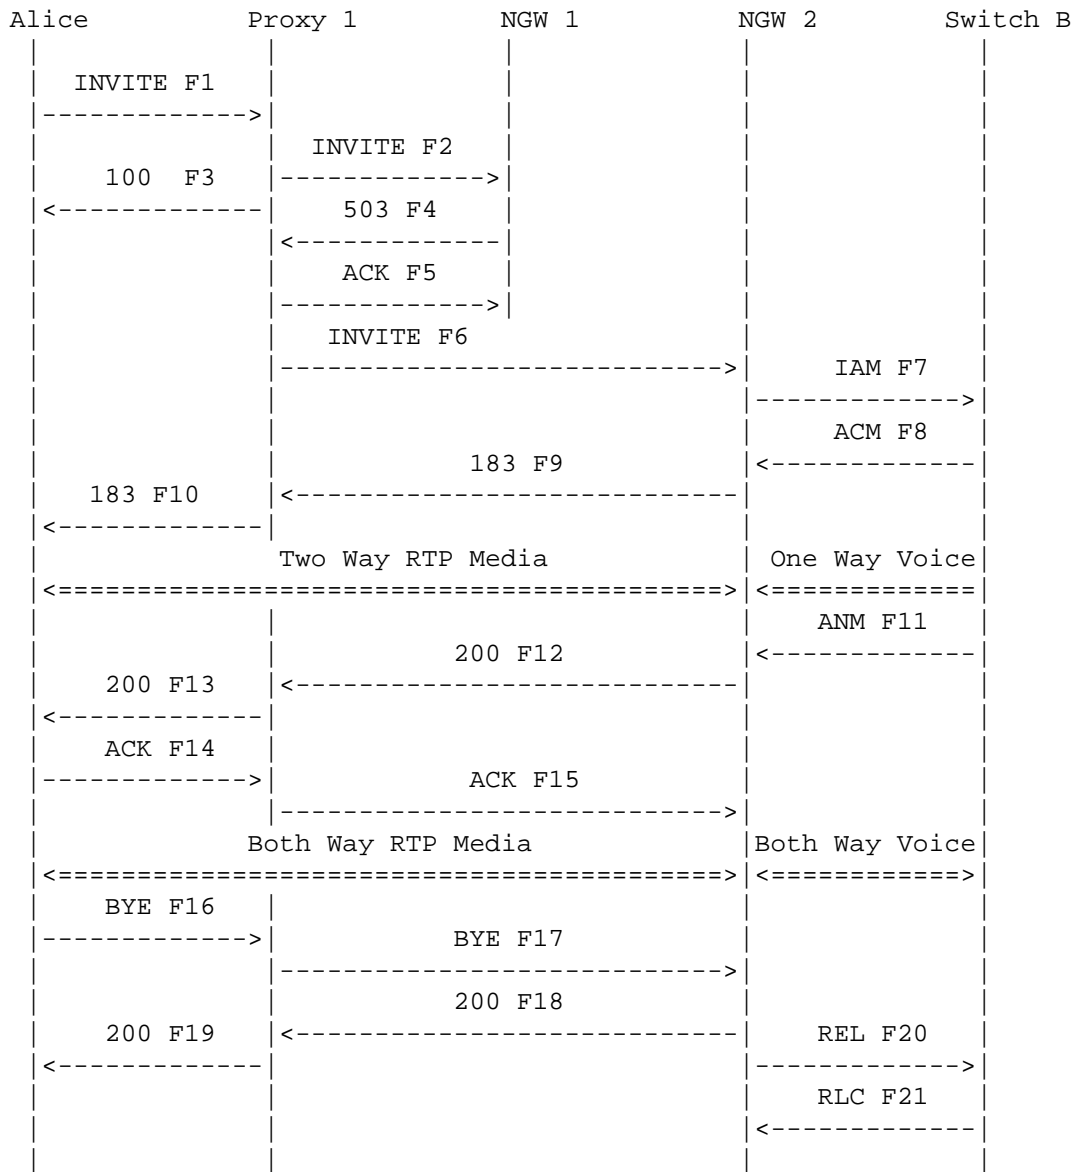 Alice Proxy 1 NGW 1 NGW 2 Switch B
INVITE F1
INVITE F2
100 F3
503 F4
ACK F5
INVITE F6
IAM F7
ACM F8
183 F9
183 F10
Two Way RTP Media One Way Voice
ANM F11
200 F12
200 F13
ACK F14
ACK F15
Both Way RTP Media Both Way Voice
BYE F16
BYE F17
200 F18
200 F19 REL F20
RLC F21